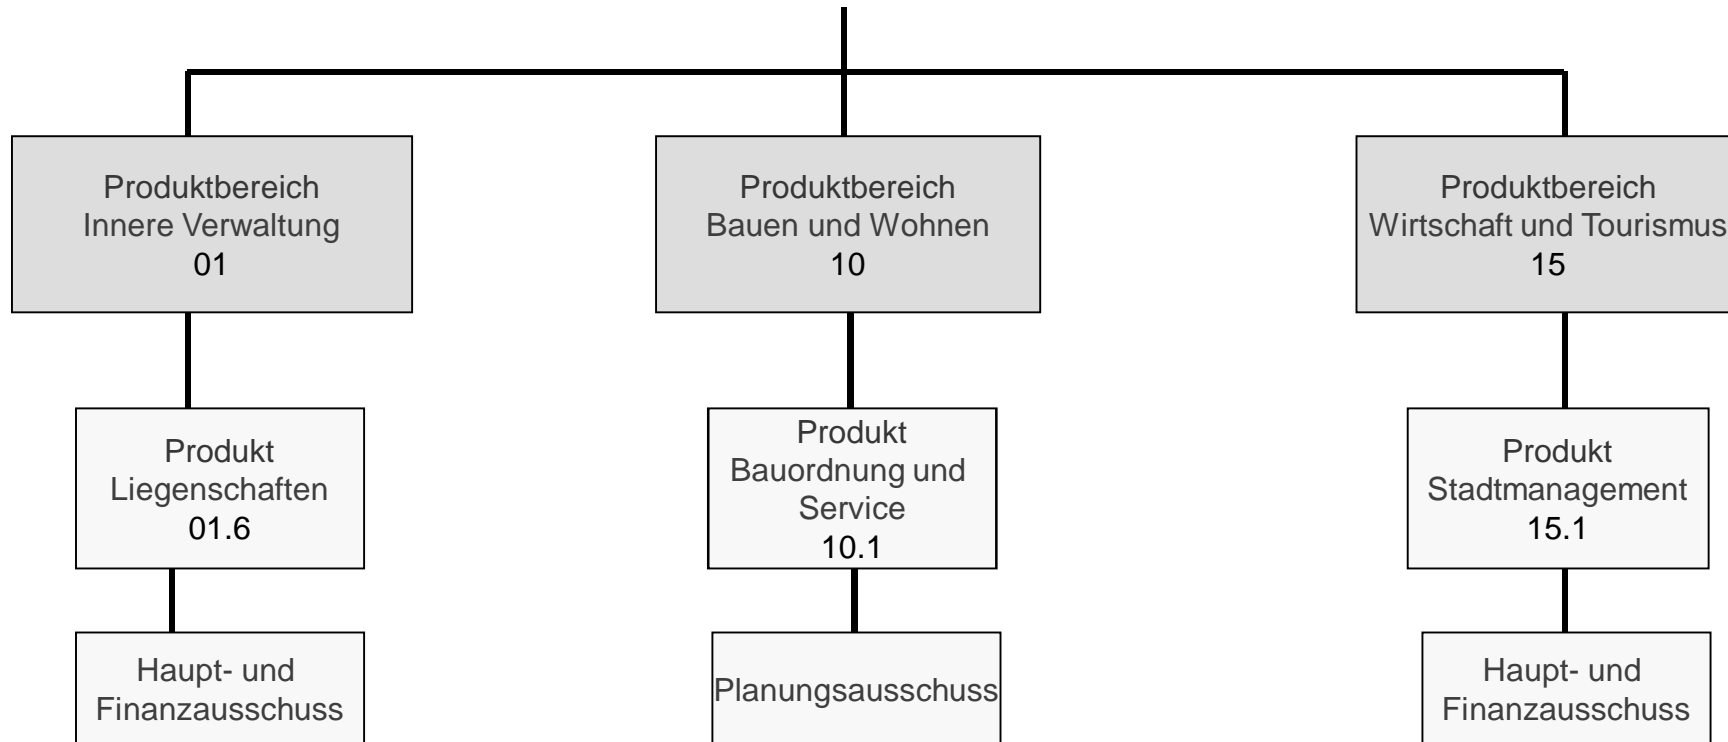 Produktbereich
Innere Verwaltung
01
Produktbereich
Bauen und Wohnen
10
Produktbereich
Wirtschaft und Tourismus
15
Produkt
Liegenschaften
01.6
Produkt
Bauordnung und
Service
10.1
Produkt
Stadtmanagement
15.1
Haupt- und
Finanzausschuss
Planungsausschuss
Haupt- und
Finanzausschuss